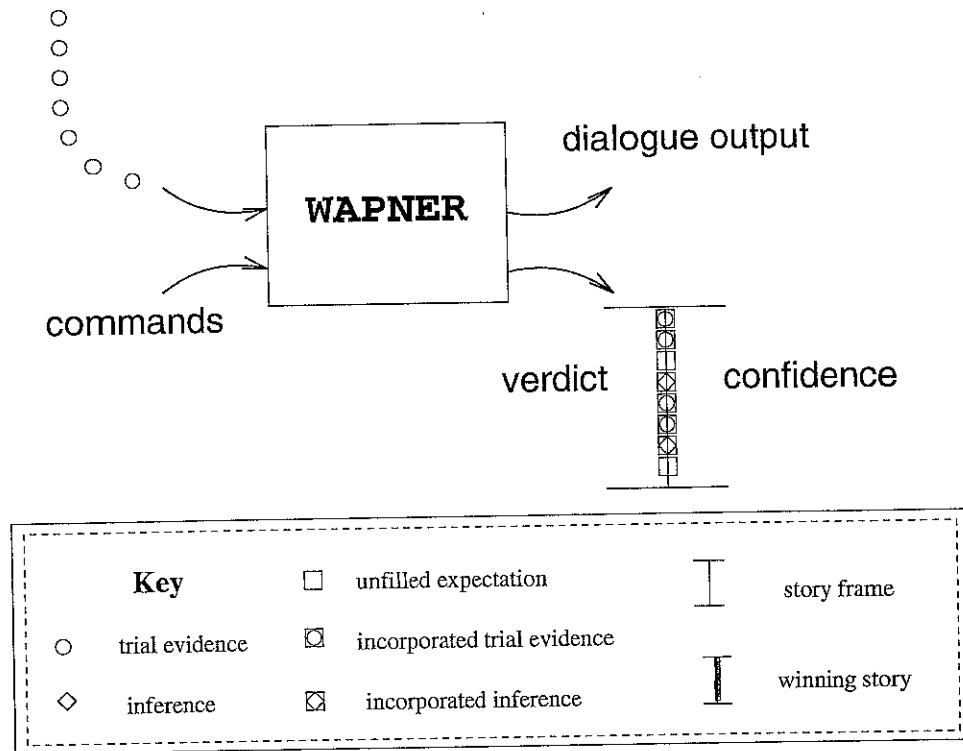 dialogue output
WAPNER
commands
verdict
confidence
Key
unfilled expectation
story frame
trial evidence
incorporated trial evidence
inference
incorporated inference
winning story